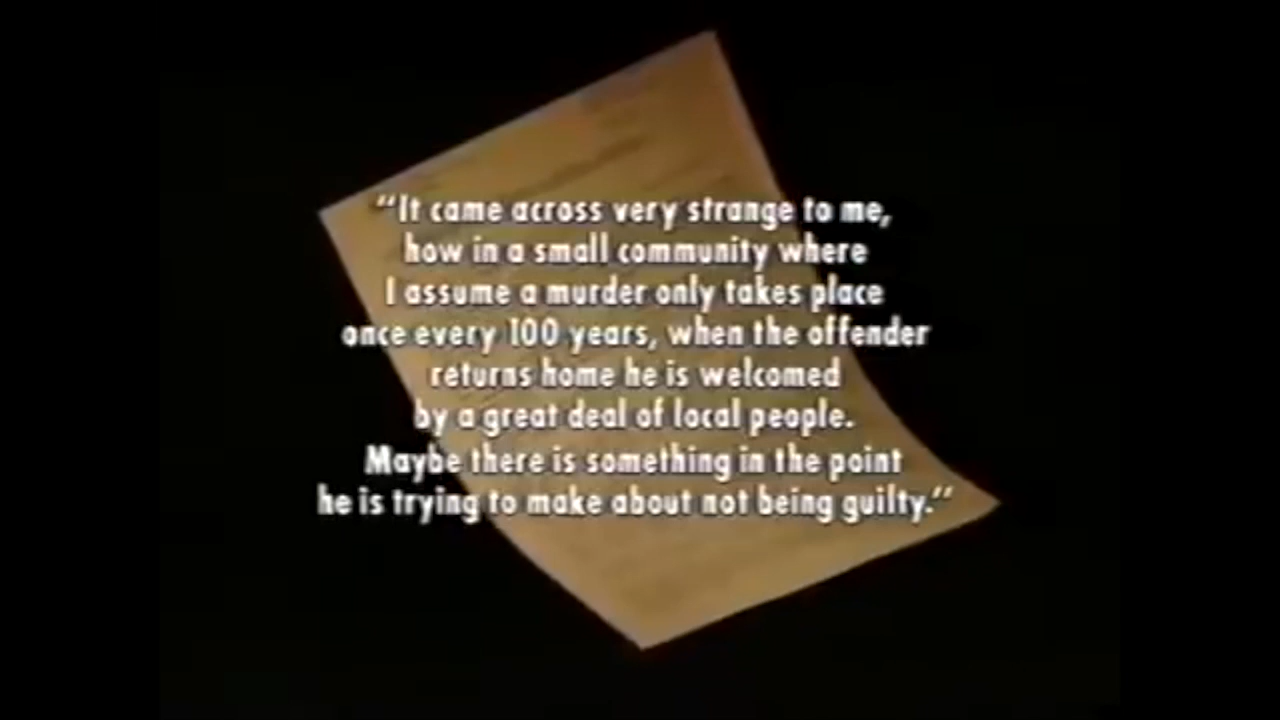 “It came across very strange to me,
how in a small community where
I assume a murder only takes place
once every 100 years, when the offender
returns home he is welcomed
by a great deal of local people.
Maybe there is something in the point
he is trying to make about not being guilty.”